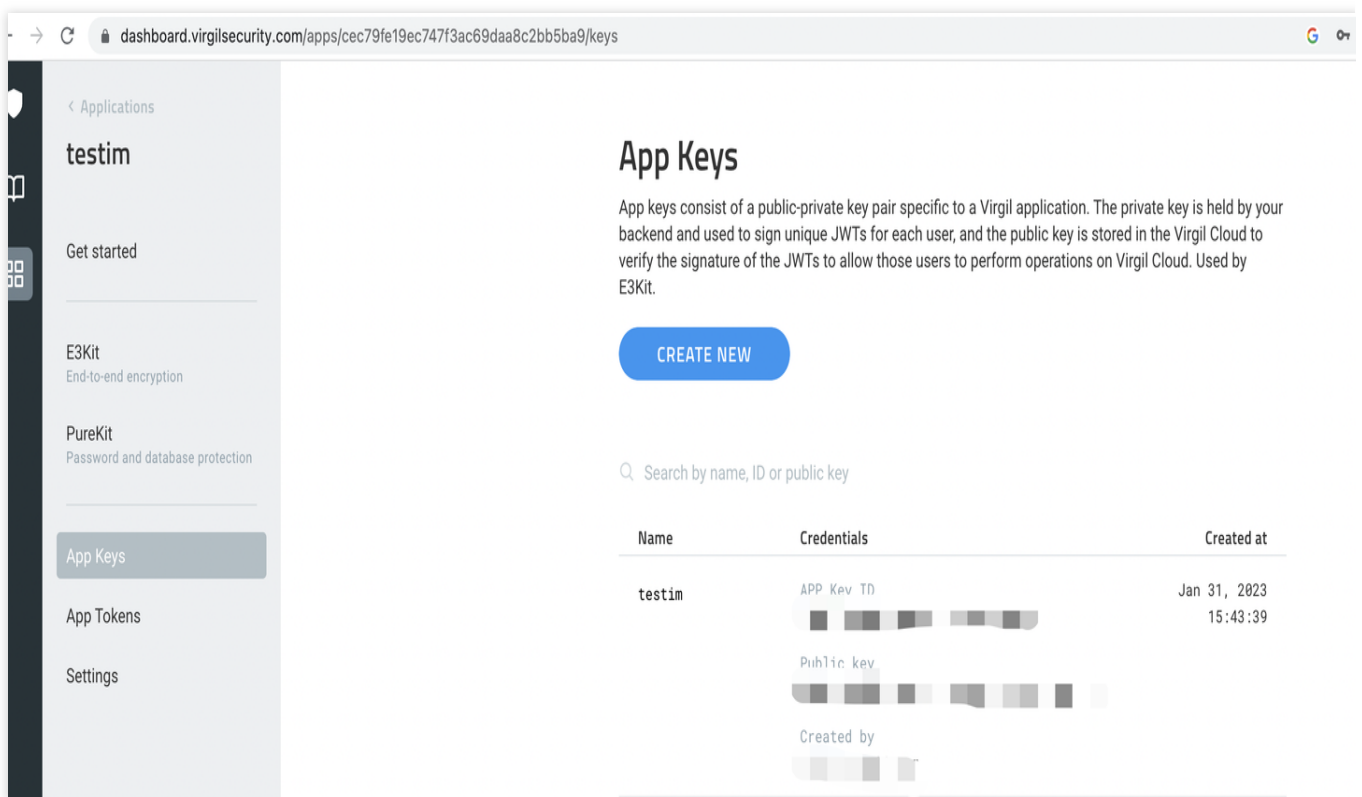 dashboard.virgilsecurity.com/apps/cec79fe19ec747f3ac69daa8c2bb5ba9/keys
< Applications
testim
Get started
E3Kit
End-to-end encryption
PureKit
Password and database protection
App Keys
App Tokens
Settings
App Keys
App keys consist of a public-private key pair specific to a Virgil application. The private key is held by your
backend and used to sign unique JWTs for each user, and the public key is stored in the Virgil Cloud to
verify the signature of the JWTs to allow those users to perform operations on Virgil Cloud. Used by
E3Kit.
CREATE NEW
Search by name, ID or public key
Name Credentials Created at
testim APP Key ID Jan 31, 2023
15:43:39
Public key
Created by